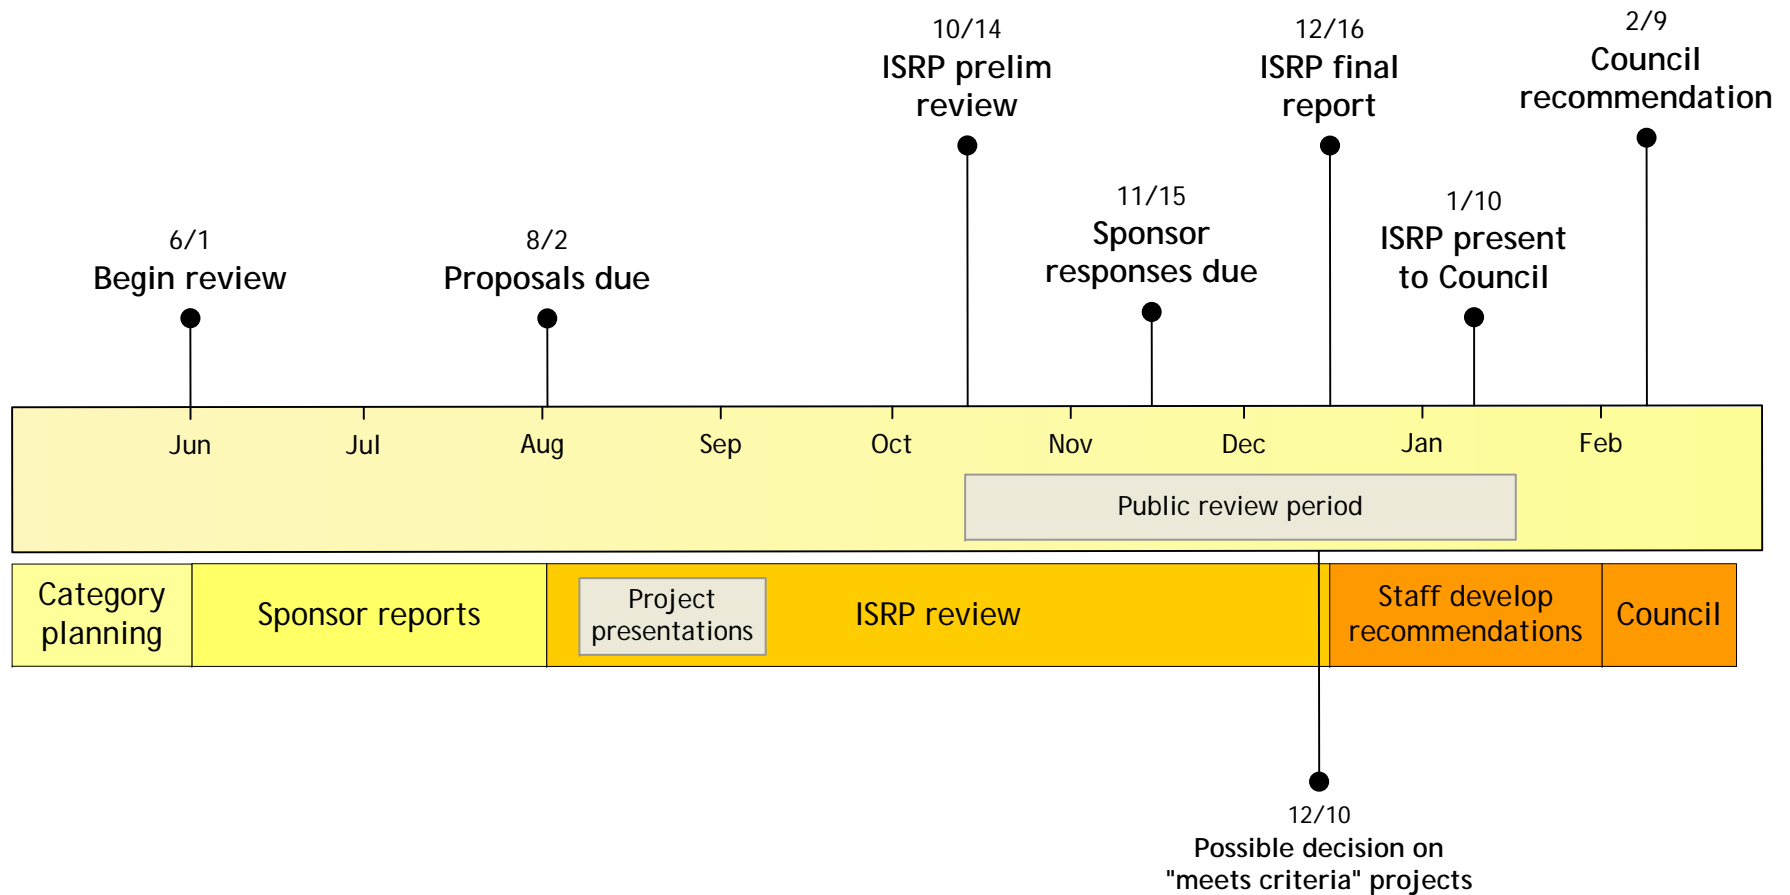 10/14
ISRP prelim
review
12/16
ISRP final
report
2/9
Council
recommendation
6/1
Begin review
8/2
Proposals due
11/15
Sponsor
responses due
1/10
ISRP present
to Council
Jun
Jul
Aug
Sep
Oct
Nov
Dec
Jan
Feb
Public review period
Category
planning
Sponsor reports
Project
presentations
ISRP review
Staff develop
recommendations
Council
12/10
Possible decision on
"meets criteria" projects